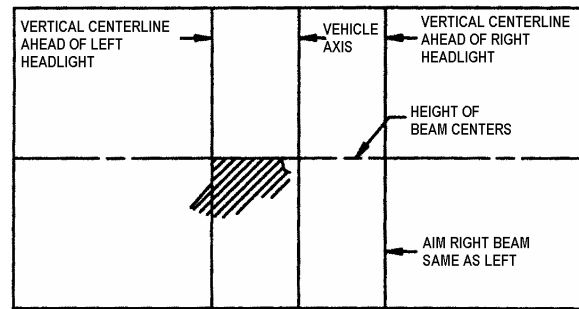 VERTICAL CENTERLINE
AHEAD OF LEFT
HEADLIGHT
VEHICLE
AXIS
VERTICAL CENTERLINE
AHEAD OF RIGHT
HEADLIGHT
HEIGHT OF
BEAM CENTERS
AIM RIGHT BEAM
SAME AS LEFT